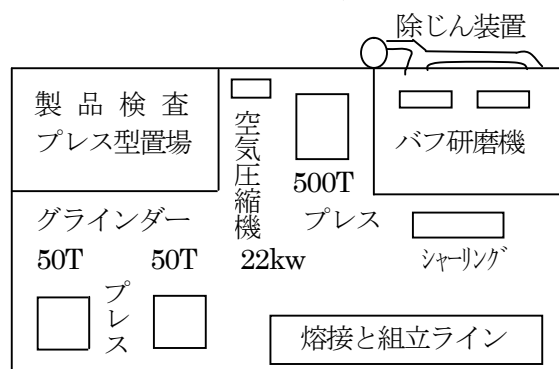 除じん装置
製品検査
プレス型置場
空気圧縮機
22kw
500T
プレス
バフ研磨機
グラインダー
50T
50T
プレス
シャーリング
熔接と組立ライン